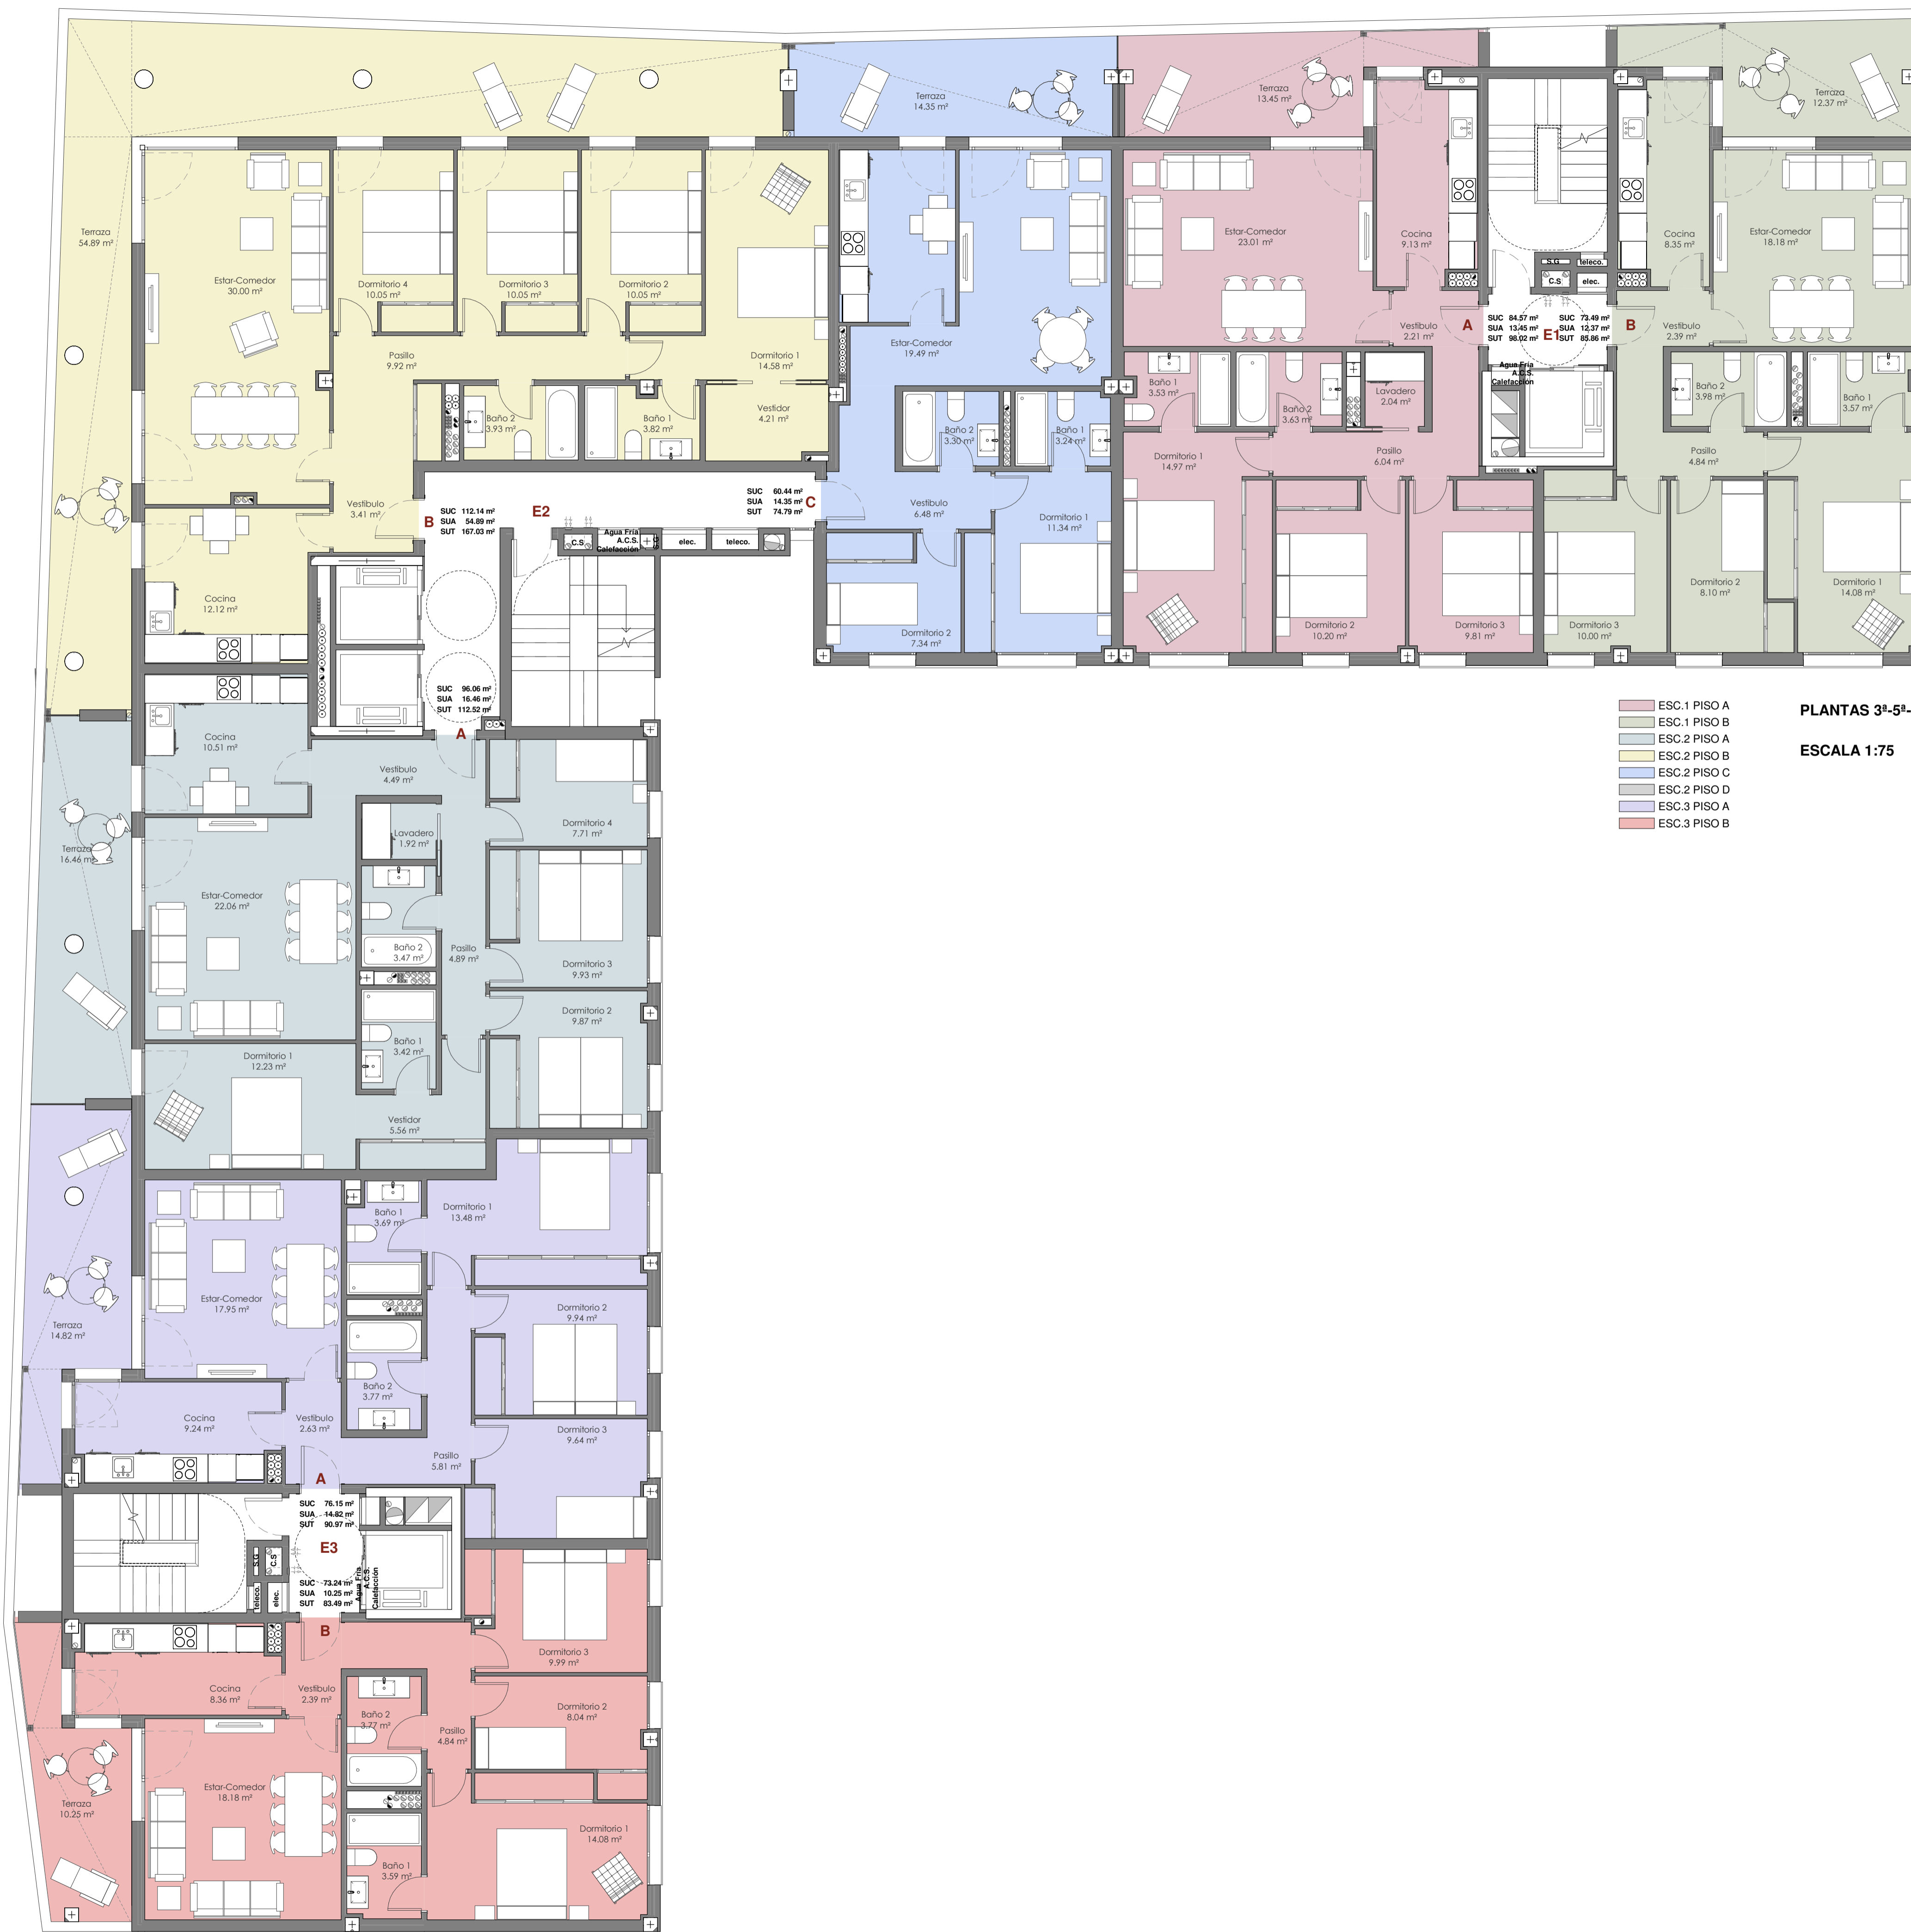 Terraza
54.89 m²
Estar-Comedor
30.00 m²
Dormitorio 4
10.05 m²
Dormitorio 3
10.05 m²
Dormitorio 2
10.05 m²
Dormitorio 1
14.58 m²
Pasillo
9.92 m²
Baño 2
3.93 m²
Baño 1
3.82 m²
Vestidor
4.21 m²
Vestibulo
3.41 m²
Cocina
12.12 m²
B
SUC 112.14 m²
SUA 54.89 m²
SUT 167.03 m²
E2
SUC 60.44 m²
SUA 14.35 m²
SUT 74.79 m²
C
C.S
Agua Fría
A.C.S.
Calefacción
S.G
elec.
teleco.
SUC 96.06 m²
SUA 16.46 m²
SUT 112.52 m²
A
Terraza
14.35 m²
Estar-Comedor
19.49 m²
Baño 2
3.30 m²
Baño 1
3.24 m²
Vestibulo
6.48 m²
Dormitorio 1
11.34 m²
Dormitorio 2
7.34 m²
Terraza
13.45 m²
Estar-Comedor
23.01 m²
Cocina
9.13 m²
Vestibulo
2.21 m²
Baño 1
3.53 m²
Baño 2
3.63 m²
Lavadero
2.04 m²
Dormitorio 1
14.97 m²
Pasillo
6.04 m²
Dormitorio 2
10.20 m²
Dormitorio 3
9.81 m²
S.G
teleco.
C.S
elec.
A
SUC 84.57 m²
SUA 13.45 m²
SUT 98.02 m²
E1
SUC 73.49 m²
SUA 12.37 m²
SUT 85.86 m²
B
Agua Fría
A.C.S.
Calefacción
Terraza
12.37 m²
Cocina
8.35 m²
Estar-Comedor
18.18 m²
Vestibulo
2.39 m²
Baño 2
3.98 m²
Baño 1
3.57 m²
Pasillo
4.84 m²
Dormitorio 3
10.00 m²
Dormitorio 2
8.10 m²
Dormitorio 1
14.08 m²
ESC.1 PISO A
ESC.1 PISO B
ESC.2 PISO A
ESC.2 PISO B
ESC.2 PISO C
ESC.2 PISO D
ESC.3 PISO A
ESC.3 PISO B
PLANTAS 3ª-5ª-
ESCALA 1:75
Cocina
10.51 m²
Vestibulo
4.49 m²
Terraza
16.46 m²
Estar-Comedor
22.06 m²
Lavadero
1.92 m²
Dormitorio 4
7.71 m²
Baño 2
3.47 m²
Pasillo
4.89 m²
Dormitorio 3
9.93 m²
Baño 1
3.42 m²
Dormitorio 2
9.87 m²
Dormitorio 1
12.23 m²
Vestidor
5.56 m²
Terraza
14.82 m²
Estar-Comedor
17.95 m²
Baño 1
3.69 m²
Dormitorio 1
13.48 m²
Baño 2
3.77 m²
Dormitorio 2
9.94 m²
Cocina
9.24 m²
Vestibulo
2.63 m²
Pasillo
5.81 m²
Dormitorio 3
9.64 m²
A
SUC 76.15 m²
SUA 14.82 m²
SUT 90.97 m²
E3
S.G
C.S
teleco.
elec.
SUC 73.24 m²
SUA 10.25 m²
SUT 83.49 m²
Agua Fría
A.C.S.
Calefacción
B
Cocina
8.36 m²
Vestibulo
2.39 m²
Dormitorio 3
9.99 m²
Baño 2
3.77 m²
Pasillo
4.84 m²
Dormitorio 2
8.04 m²
Terraza
10.25 m²
Estar-Comedor
18.18 m²
Baño 1
3.59 m²
Dormitorio 1
14.08 m²